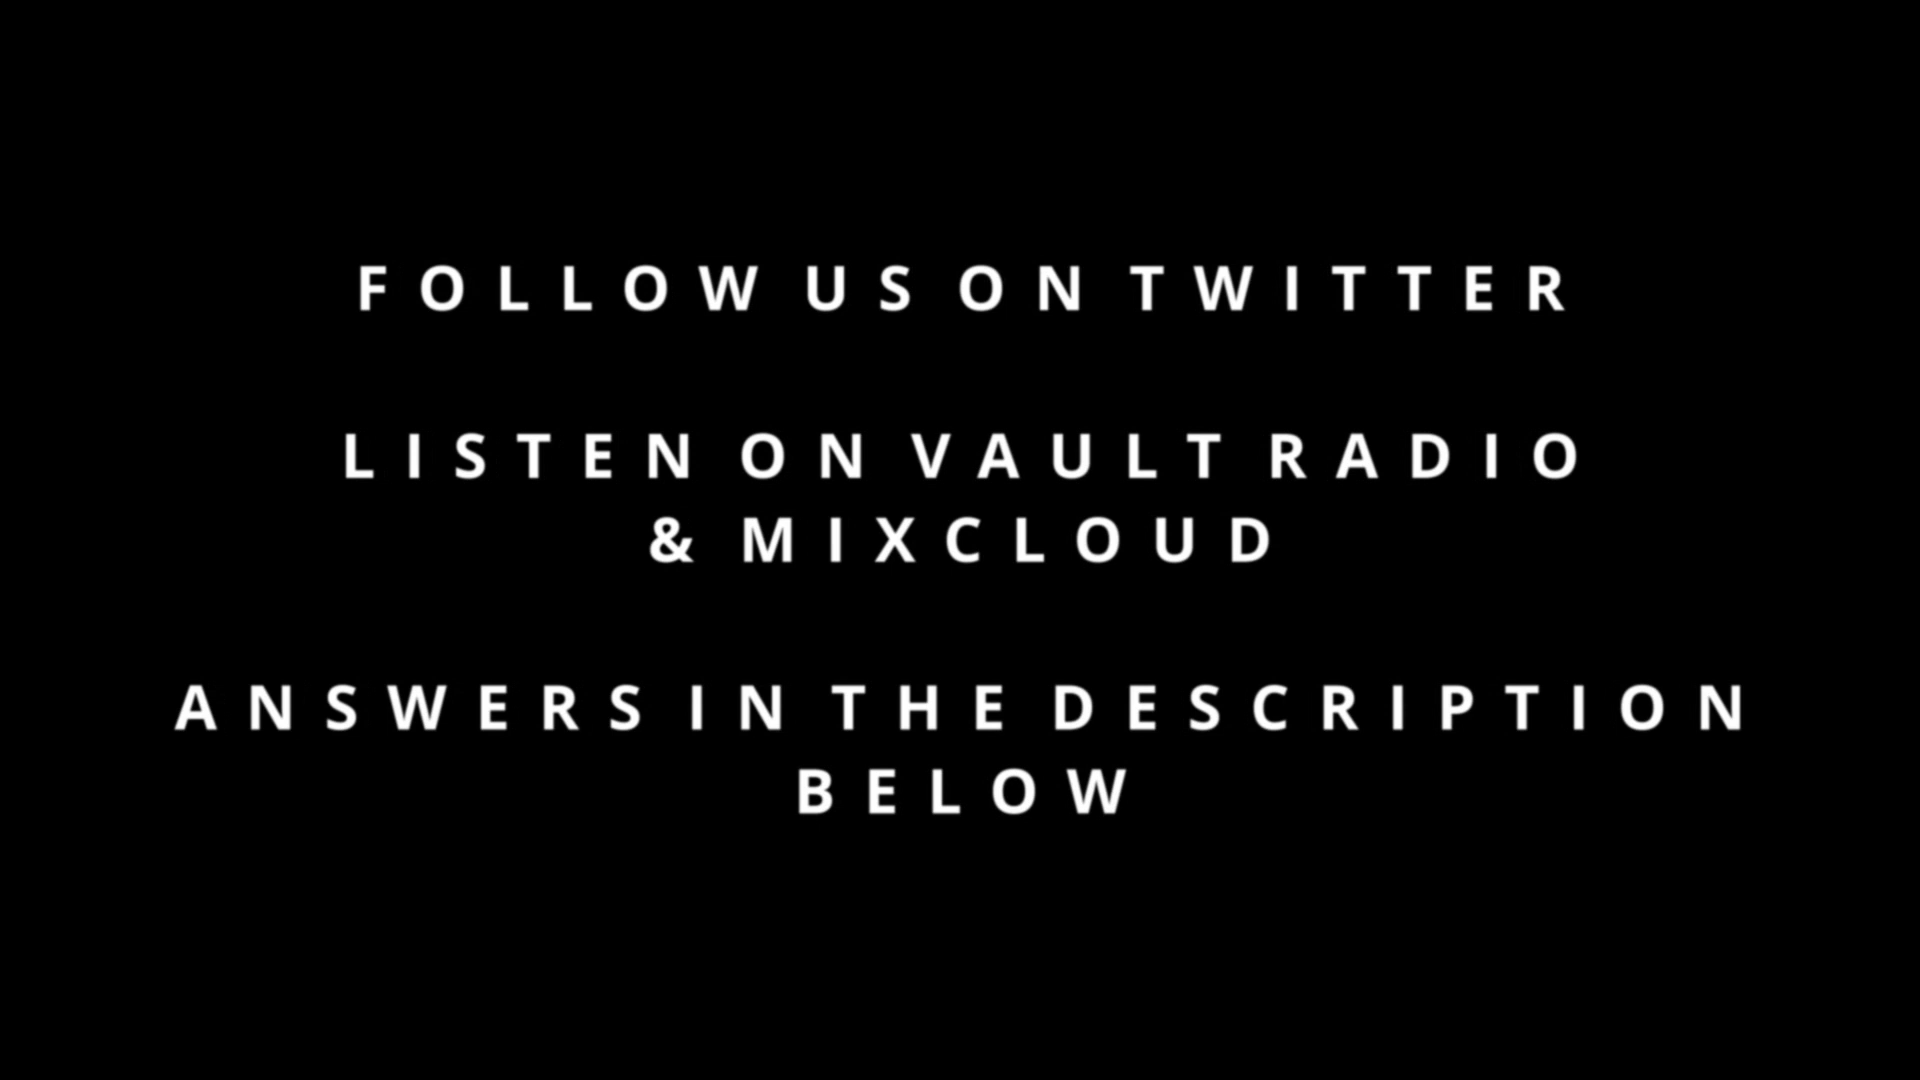 FOLLOW US ON TWITTER
LISTEN ON VAULT RADIO
& MIXCLOUD
ANSWERS IN THE DESCRIPTION
BELOW